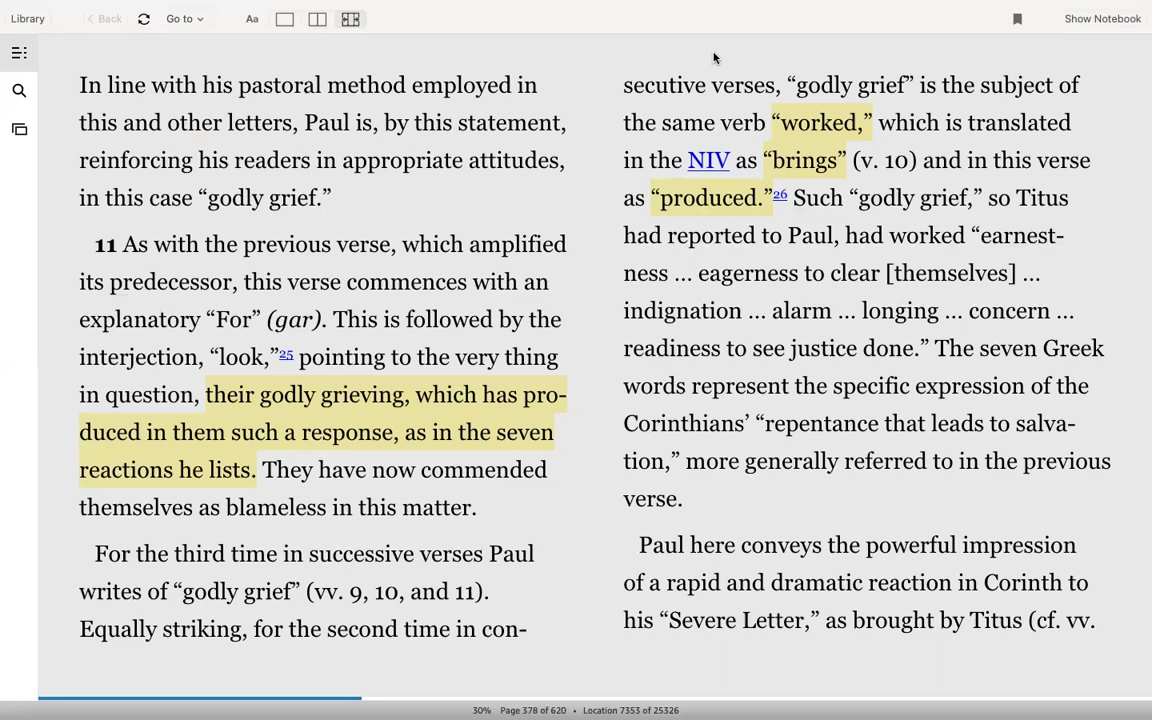 Library
Back
Go to
Aa
Show Notebook
In line with his pastoral method employed in
this and other letters, Paul is, by this statement,
reinforcing his readers in appropriate attitudes,
in this case “godly grief.”
11 As with the previous verse, which amplified
its predecessor, this verse commences with an
explanatory “For” (gar). This is followed by the
interjection, “look,”25 pointing to the very thing
in question, their godly grieving, which has pro-
duced in them such a response, as in the seven
reactions he lists. They have now commended
themselves as blameless in this matter.
For the third time in successive verses Paul
writes of “godly grief” (vv. 9, 10, and 11).
Equally striking, for the second time in con-
secutive verses, “godly grief” is the subject of
the same verb “worked,” which is translated
in the NIV as “brings” (v. 10) and in this verse
as “produced.”26 Such “godly grief,” so Titus
had reported to Paul, had worked “earnest-
ness ... eagerness to clear [themselves] ...
indignation ... alarm ... longing ... concern ...
readiness to see justice done.” The seven Greek
words represent the specific expression of the
Corinthians’ “repentance that leads to salva-
tion,” more generally referred to in the previous
verse.
Paul here conveys the powerful impression
of a rapid and dramatic reaction in Corinth to
his “Severe Letter,” as brought by Titus (cf. vv.
30% Page 378 of 620 • Location 7353 of 25326